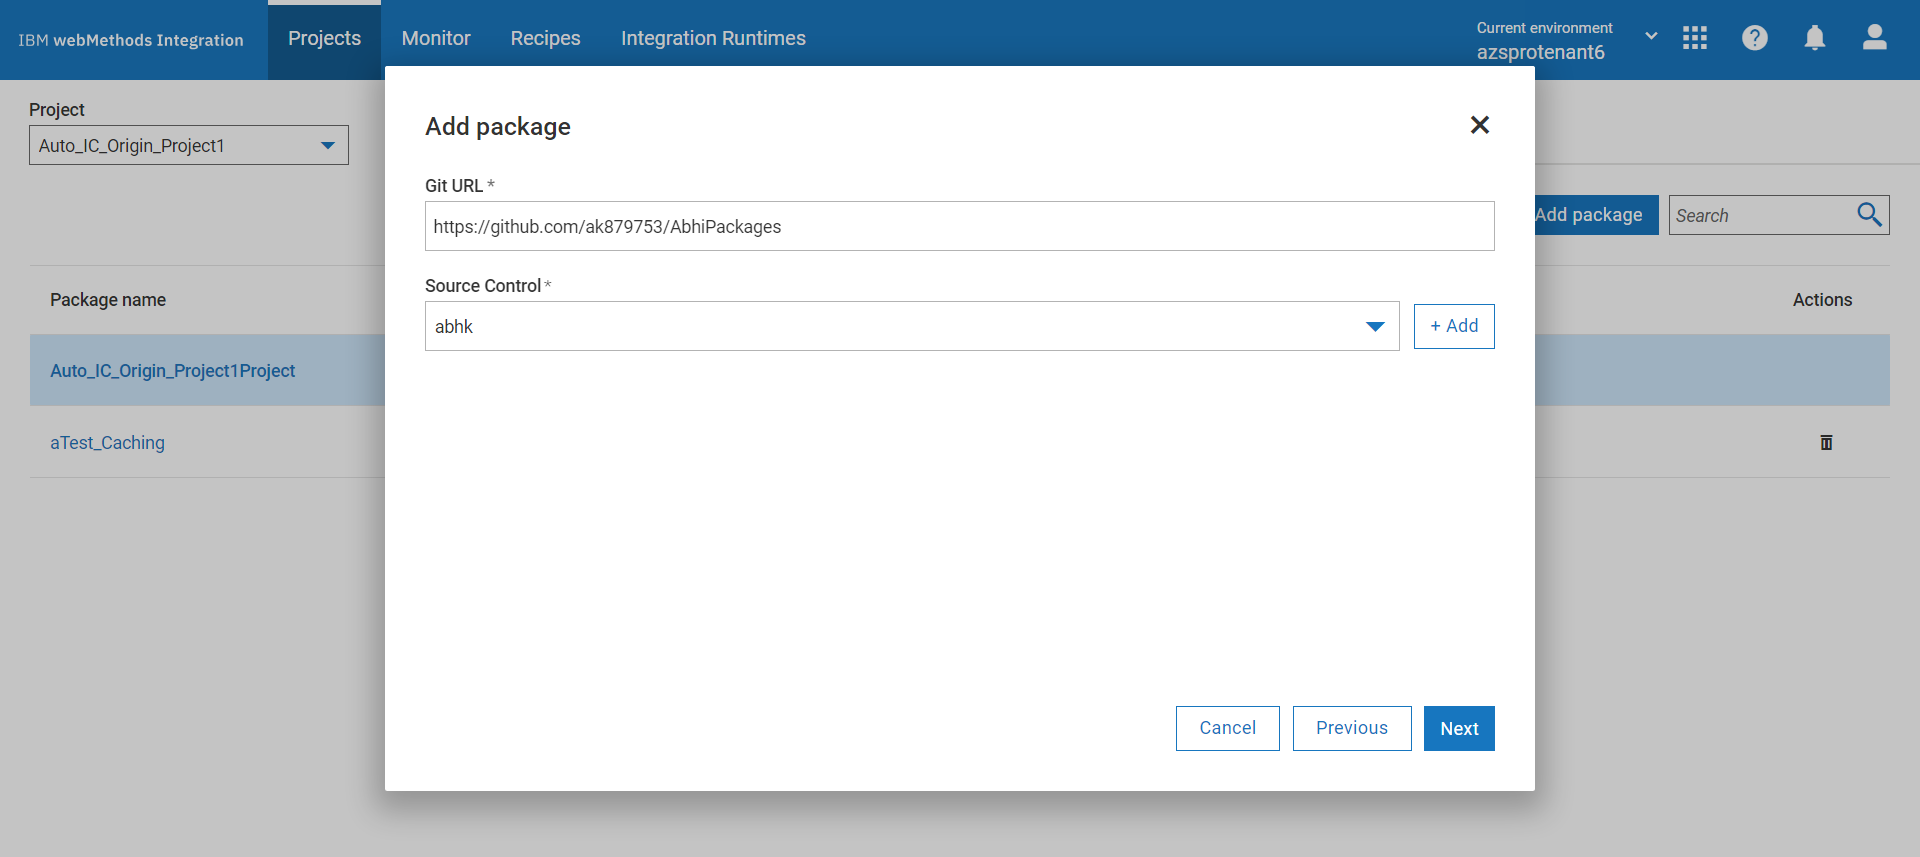 IBM webMethods Integration
Projects
Monitor
Recipes
Integration Runtimes
Current environment
azsprotenant6
Project
Auto_IC_Origin_Project1
Add package
Search
Package name
Actions
Auto_IC_Origin_Project1Project
aTest_Caching
Add package
Git URL *
https://github.com/ak879753/AbhiPackages
Source Control *
abhk
+ Add
Cancel
Previous
Next